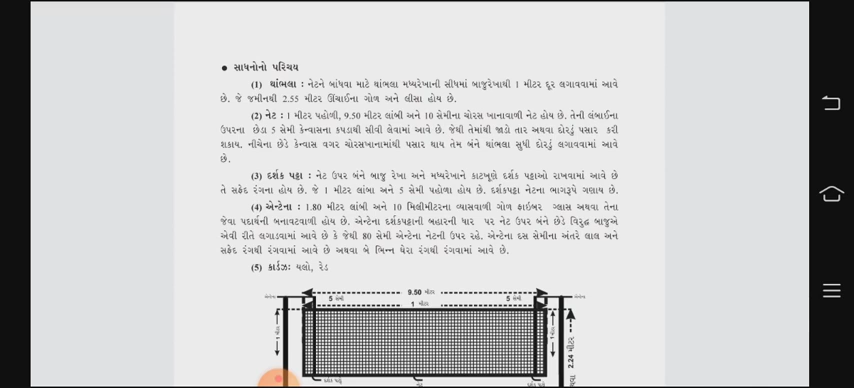 ● સાધનોનો પરિચય
(1) થાંભલા : નેટને બાંધવા માટે થાંભલા મધ્યરેખાની સીધમાં બાજુરેખાથી 1 મીટર દૂર લગાવવામાં આવે
છે. જે જમીનથી 2.55 મીટર ઊંચાઈના ગોળ અને લીસા હોય છે.
(2) નેટ : 1 મીટર પહોળી, 9.50 મીટર લાંબી અને 10 સેમીના ચોરસ ખાનાવાળી નેટ હોય છે. તેની લંબાઈના
ઉપરના છેડા 5 સેમી કેન્વાસના કપડાથી સીવી લેવામાં આવે છે. જેથી તેમાંથી જાડો તાર અથવા દોરડું પસાર કરી
શકાય. નીચેના છેડે કેન્વાસ વગર ચોરસખાનામાંથી પસાર થાય તેમ બંને થાંભલા સુધી દોરડું લગાવવામાં આવે
છે.
(3) દર્શક પટ્ટા : નેટ ઉપર બંને બાજુ રેખા અને મધ્યરેખાને કાટખૂણે દર્શક પટ્ટાઓ રાખવામાં આવે છે
તે સફેદ રંગના હોય છે. જે 1 મીટર લાંબા અને 5 સેમી પહોળા હોય છે. દર્શકપટ્ટા નેટના ભાગરૂપે ગણાય છે.
(4) એન્ટેના : 1.80 મીટર લાંબી અને 10 મિલીમીટરના વ્યાસવાળી ગોળ ફાઇબર ગ્લાસ અથવા તેના
જેવા પદાર્થની બનાવટવાળી હોય છે. એન્ટેના દર્શકપટ્ટાની બહારની ધાર પર નેટ ઉપર બંને છેડે વિરુદ્ધ બાજુએ
એવી રીતે લગાડવામાં આવે છે કે જેથી 80 સેમી એન્ટેના નેટની ઉપર રહે. એન્ટેના દસ સેમીના અંતરે લાલ અને
સફેદ રંગથી રંગવામાં આવે છે અથવા બે ભિન્ન ઘેરા રંગથી રંગવામાં આવે છે.
(5) કાર્ડઝઃ યલો, રેડ
9.50 મીટર
એન્ટેના 5 સેમી 5 સેમી એન્ટેના
1 મીટર
1 મીટર
1 મીટર
2.24 મીટર